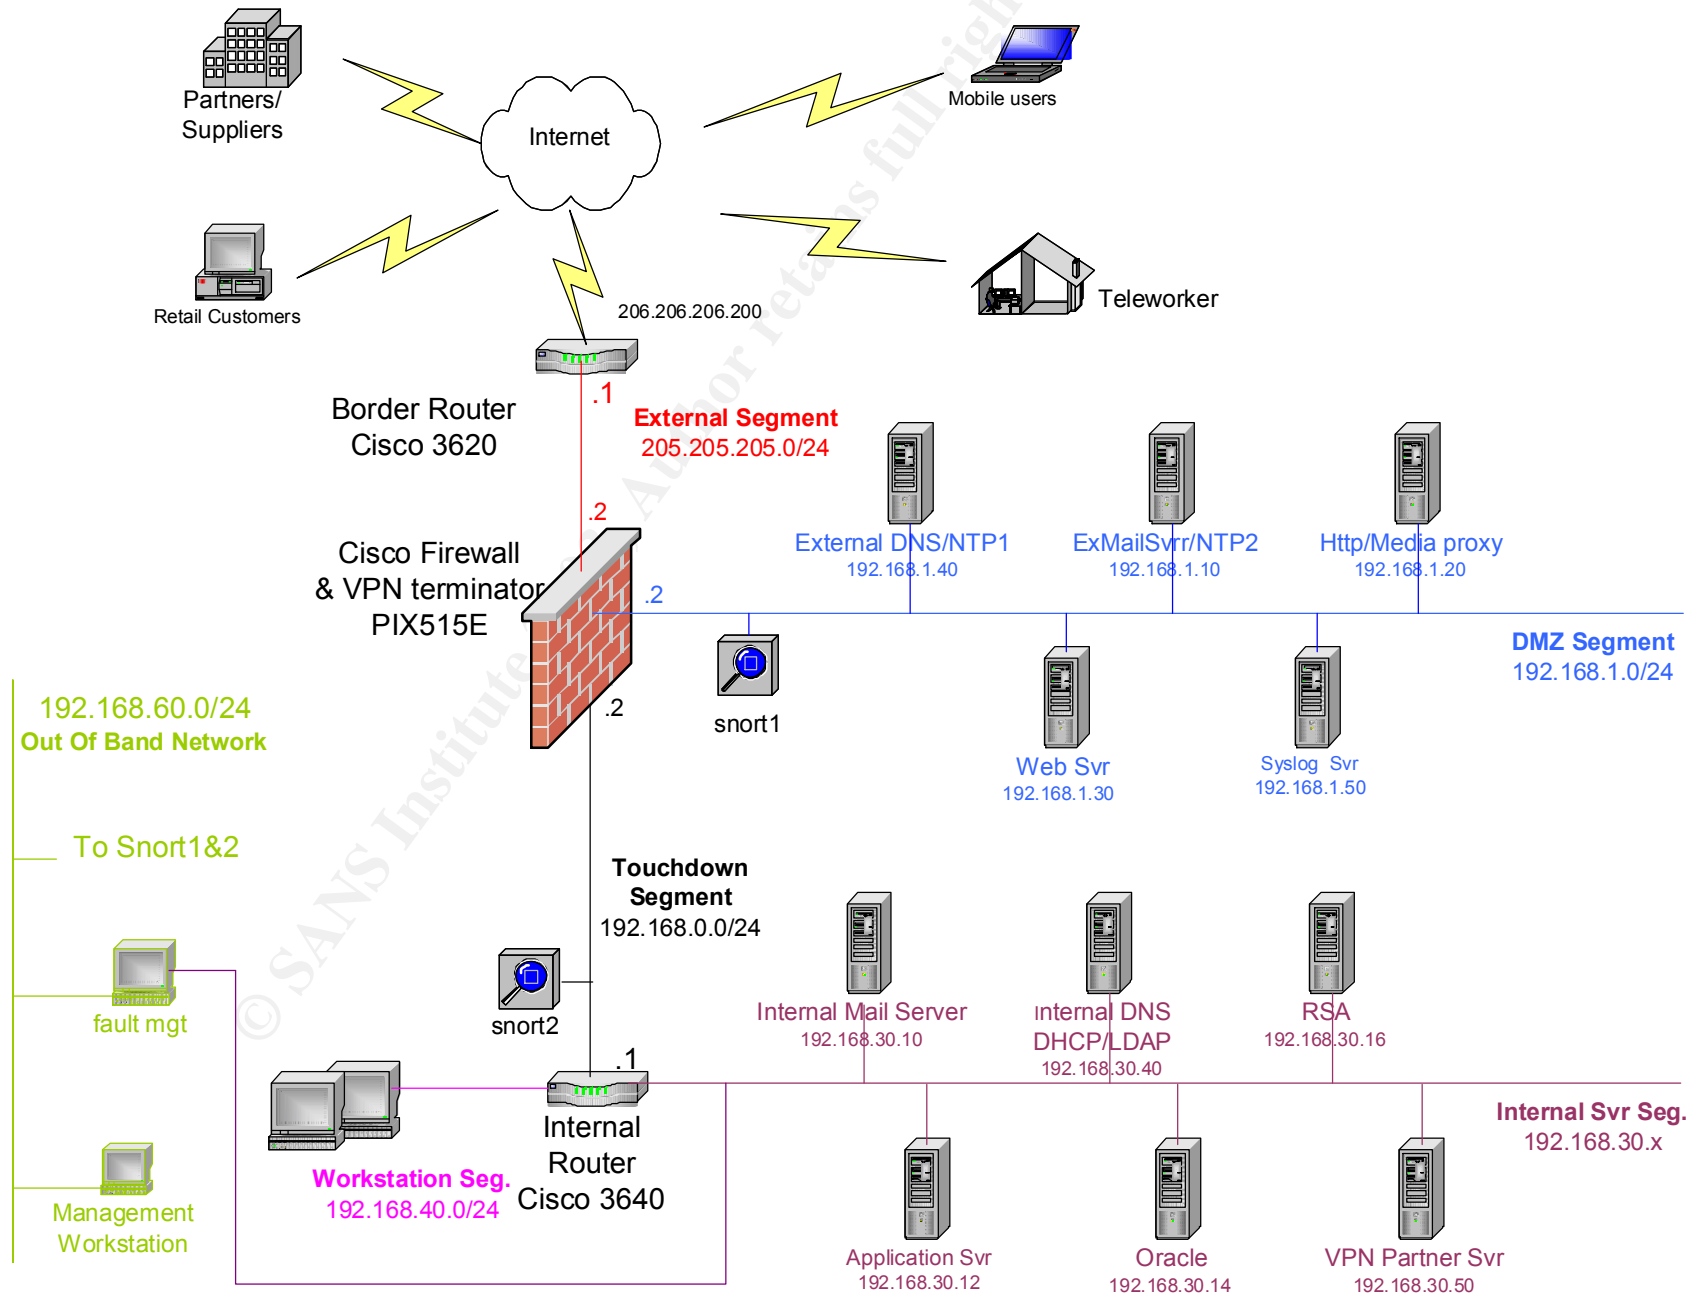 Partners/
Suppliers
Internet
Mobile users
Retail Customers
Teleworker
206.206.206.200
.1
Border Router
Cisco 3620
External Segment
205.205.205.0/24
.2
Cisco Firewall
& VPN terminator
PIX515E
.2
.2
External DNS/NTP1
192.168.1.40
ExMailSvrr/NTP2
192.168.1.10
Http/Media proxy
192.168.1.20
DMZ Segment
192.168.1.0/24
snort1
Web Svr
192.168.1.30
Syslog Svr
192.168.1.50
192.168.60.0/24
Out Of Band Network
To Snort1&2
fault mgt
Management
Workstation
Touchdown
Segment
192.168.0.0/24
snort2
.1
Internal
Router
Cisco 3640
Workstation Seg.
192.168.40.0/24
Internal Mail Server
192.168.30.10
Internal DNS
DHCP/LDAP
192.168.30.40
RSA
192.168.30.16
Internal Svr Seg.
192.168.30.x
Application Svr
192.168.30.12
Oracle
192.168.30.14
VPN Partner Svr
192.168.30.50
© SANS Institute
Author retains full righ